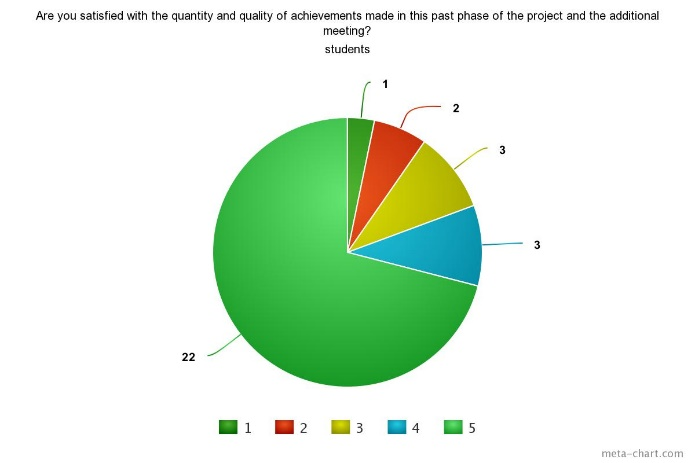 Are you satisfied with the quantity and quality of achievements made in this past phase of the project and the additional
meeting?
students
1
2
3
3
22
1 2 3 4 5
meta-chart.com